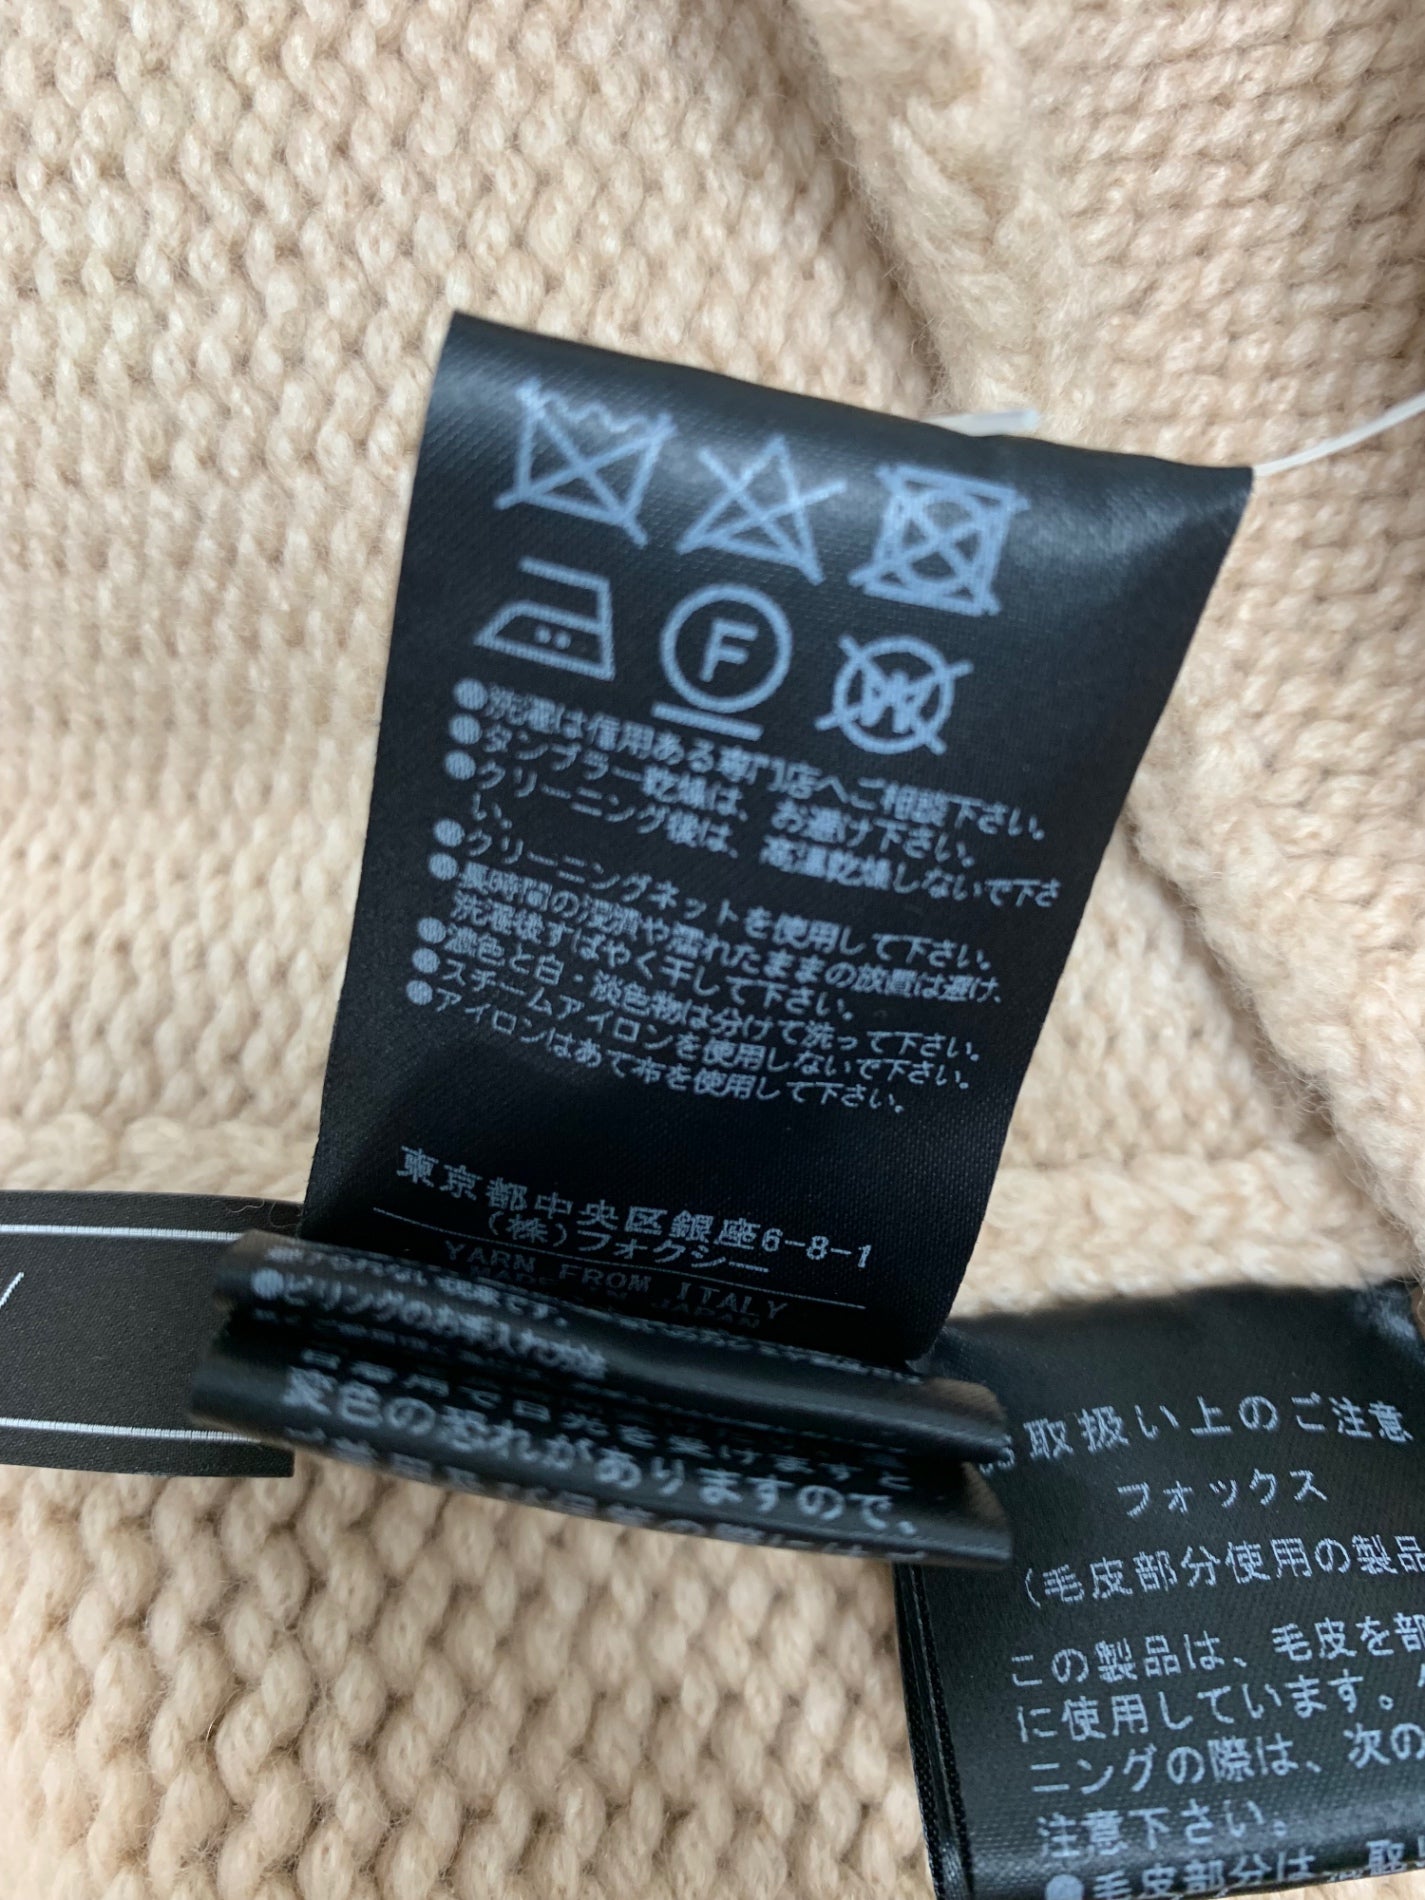 F
W
●洗濯は信用ある専門店へご相談下さい。
●タンブラー乾燥は、お避け下さい。
●クリーニング後は、高温乾燥しないで下さ
い。
●クリーニングネットを使用して下さい。
●長時間の浸漬や濡れたままの放置は避け、
洗濯後すばやく干して下さい。
●濃色と白・淡色物は分けて洗って下さい。
●スチームアイロンを使用しないで下さい。
●アイロンはあて布を使用して下さい。
東京都中央区銀座6-8-1
(株)フォクシー
YARN FROM ITALY
MADE IN JAPAN
●ピリングのお手入れ方法
日光を受けますと
変色の恐れがありますので、
取扱い上のご注意
フォックス
(毛皮部分使用の製品
この製品は、毛皮を部
に使用しています。
ニングの際は、次の
注意下さい。
●毛皮部分は、取